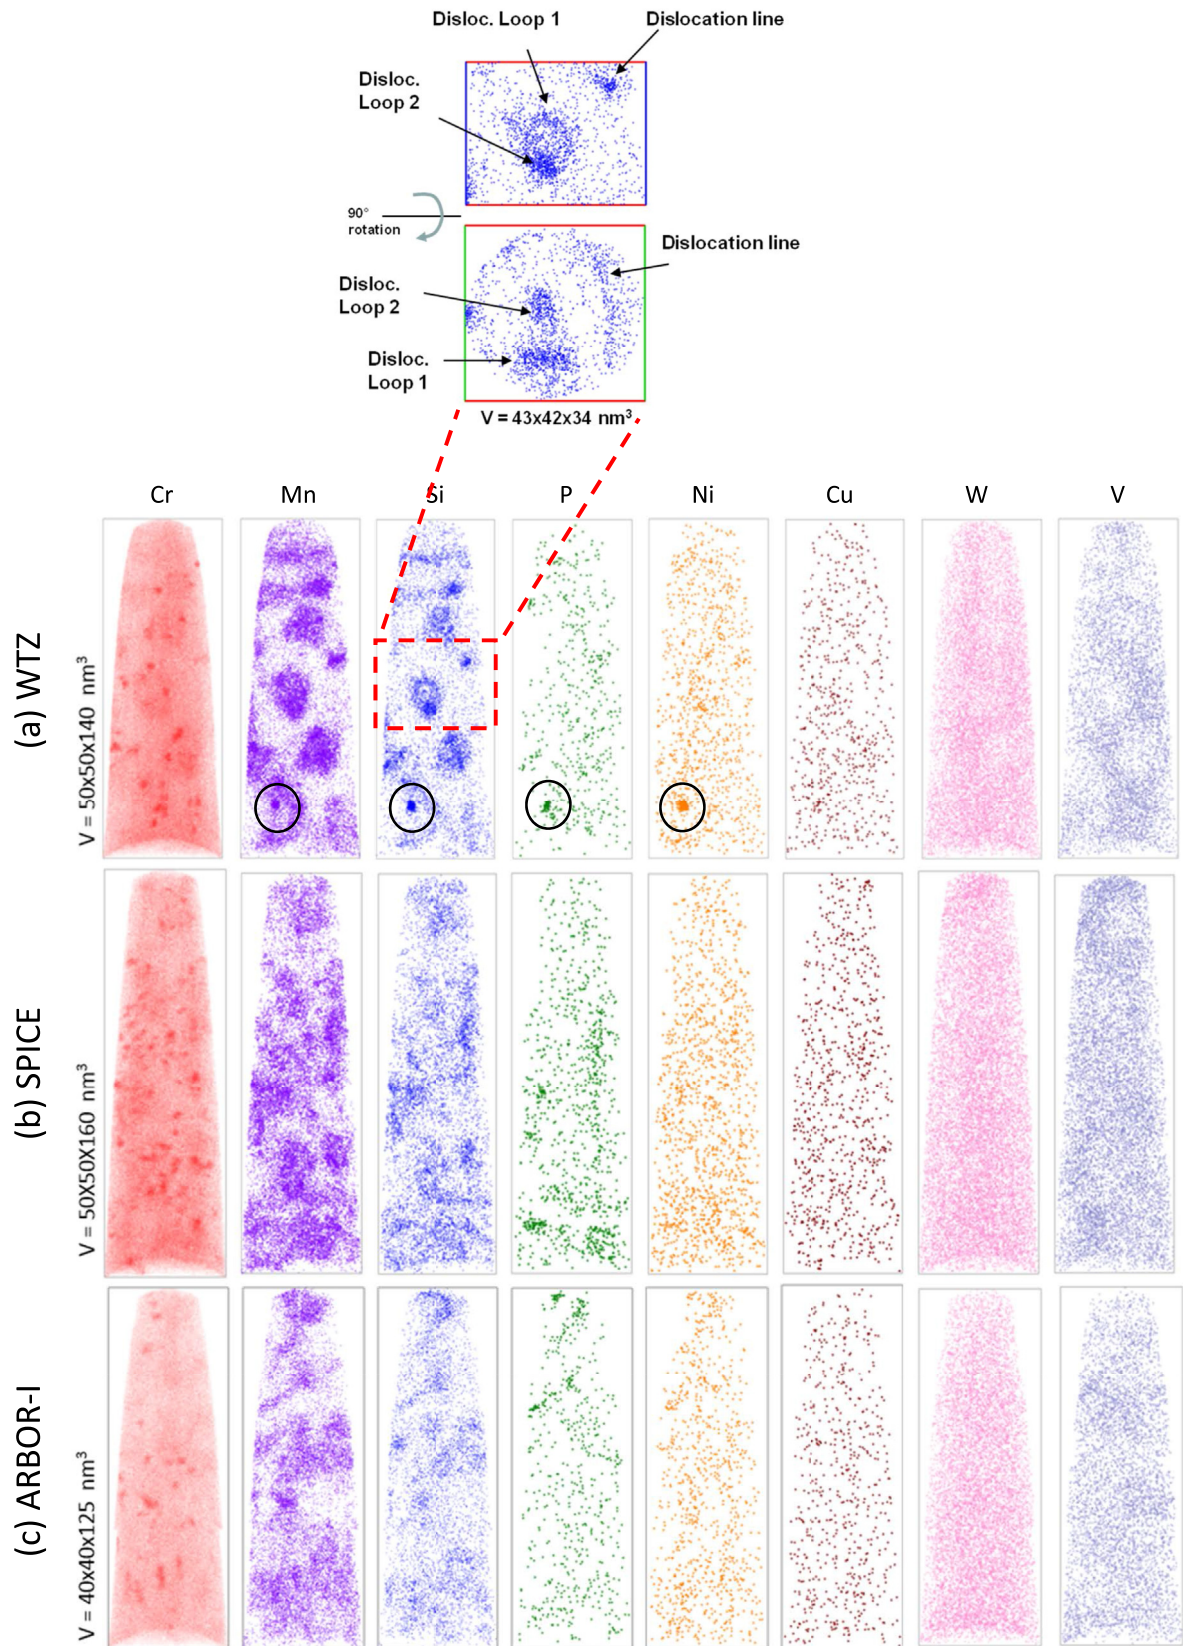 Disloc. Loop 1
Dislocation line
Disloc.
Loop 2
90°
rotation
Dislocation line
Disloc.
Loop 2
Disloc.
Loop 1
V = 43x42x34 nm³
Cr Mn Si P Ni Cu W V
(a) WTZ
V = 50x50x140 nm³
(b) SPICE
V = 50X50X160 nm³
(c) ARBOR-I
V = 40x40x125 nm³